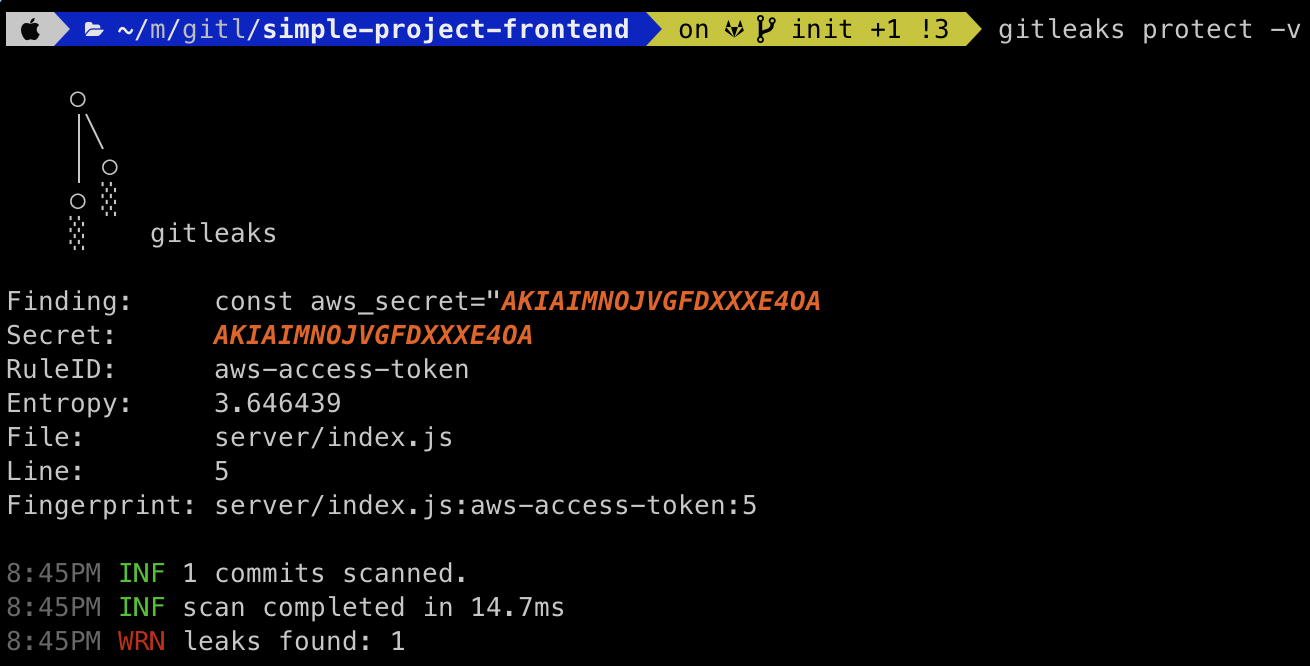 ~/m/gitl/simple-project-frontend on init +1 !3 gitleaks protect -v
gitleaks
Finding: const aws_secret="AKIAIMNOJVGFDXXXE4OA
Secret: AKIAIMNOJVGFDXXXE4OA
RuleID: aws-access-token
Entropy: 3.646439
File: server/index.js
Line: 5
Fingerprint: server/index.js:aws-access-token:5
8:45PM INF 1 commits scanned.
8:45PM INF scan completed in 14.7ms
8:45PM WRN leaks found: 1